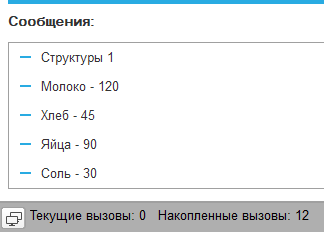 Сообщения:
Структуры 1
Молоко - 120
Хлеб - 45
Яйца - 90
Соль - 30
Текущие вызовы: 0 Накопленные вызовы: 12